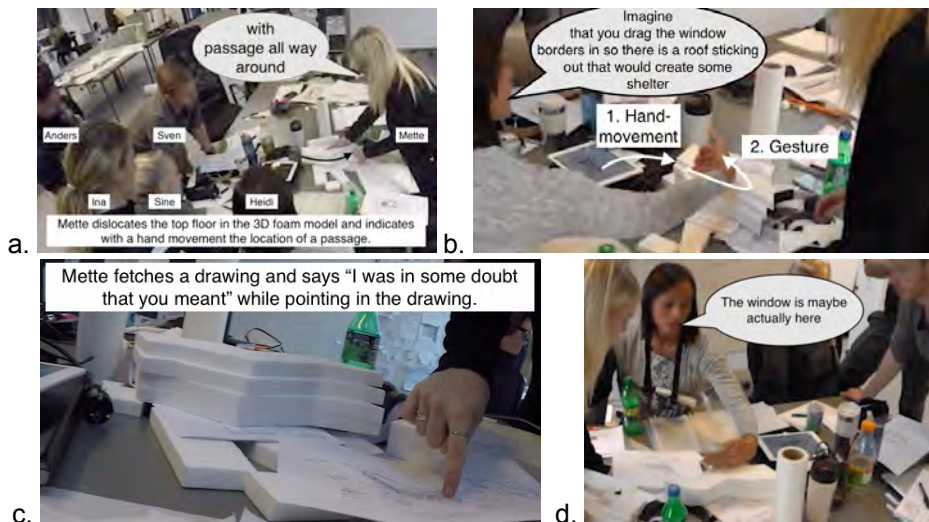 with
passage all way
around
Anders
Sven
Mette
Ina
Sine
Heidi
Mette dislocates the top floor in the 3D foam model and indicates
with a hand movement the location of a passage.
a.
Imagine
that you drag the window
borders in so there is a roof sticking
out that would create some
shelter
1. Hand-
movement
2. Gesture
b.
Mette fetches a drawing and says “I was in some doubt
that you meant” while pointing in the drawing.
c.
The window is maybe
actually here
d.